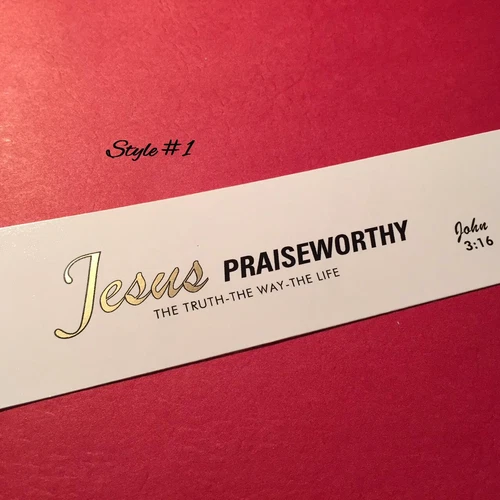 Style #1
Jesus PRAISEWORTHY
THE TRUTH-THE WAY-THE LIFE
John
3:16